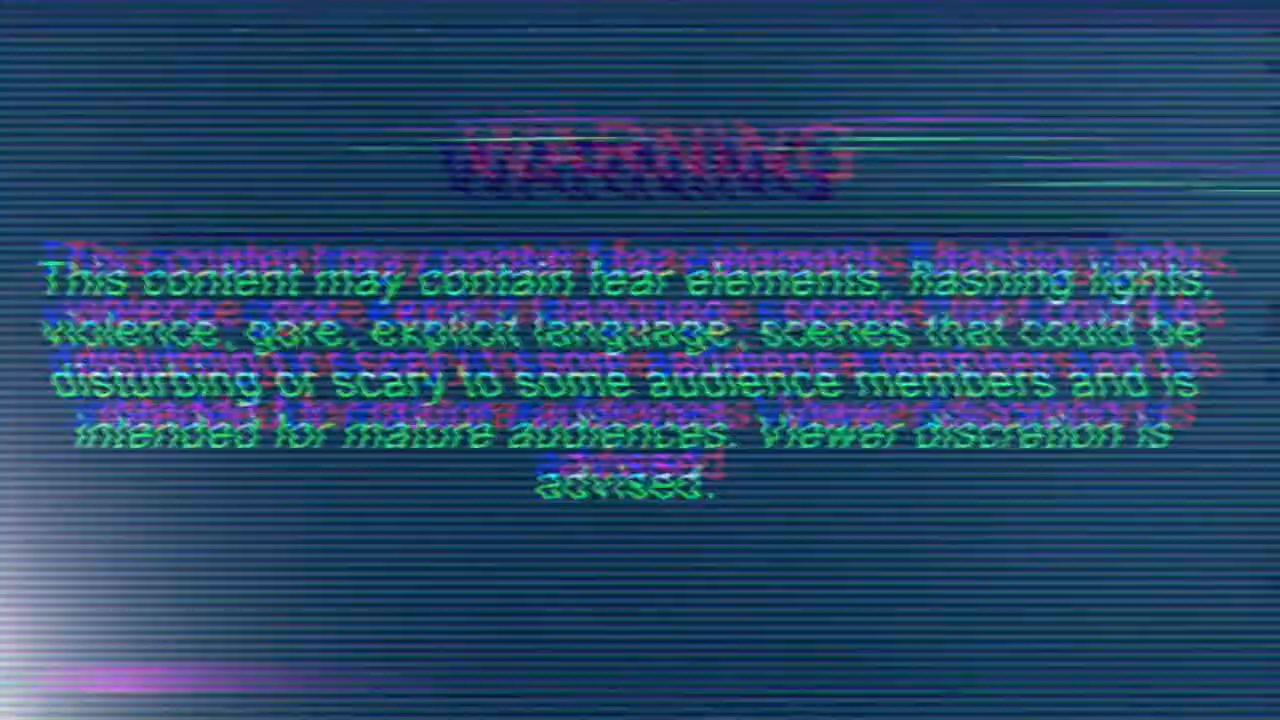 WARNING
This content may contain fear elements, flashing lights,
violence, gore, explicit language, scenes that could be
disturbing or scary to some audience members and is
intended for mature audiences. Viewer discretion is
advised.